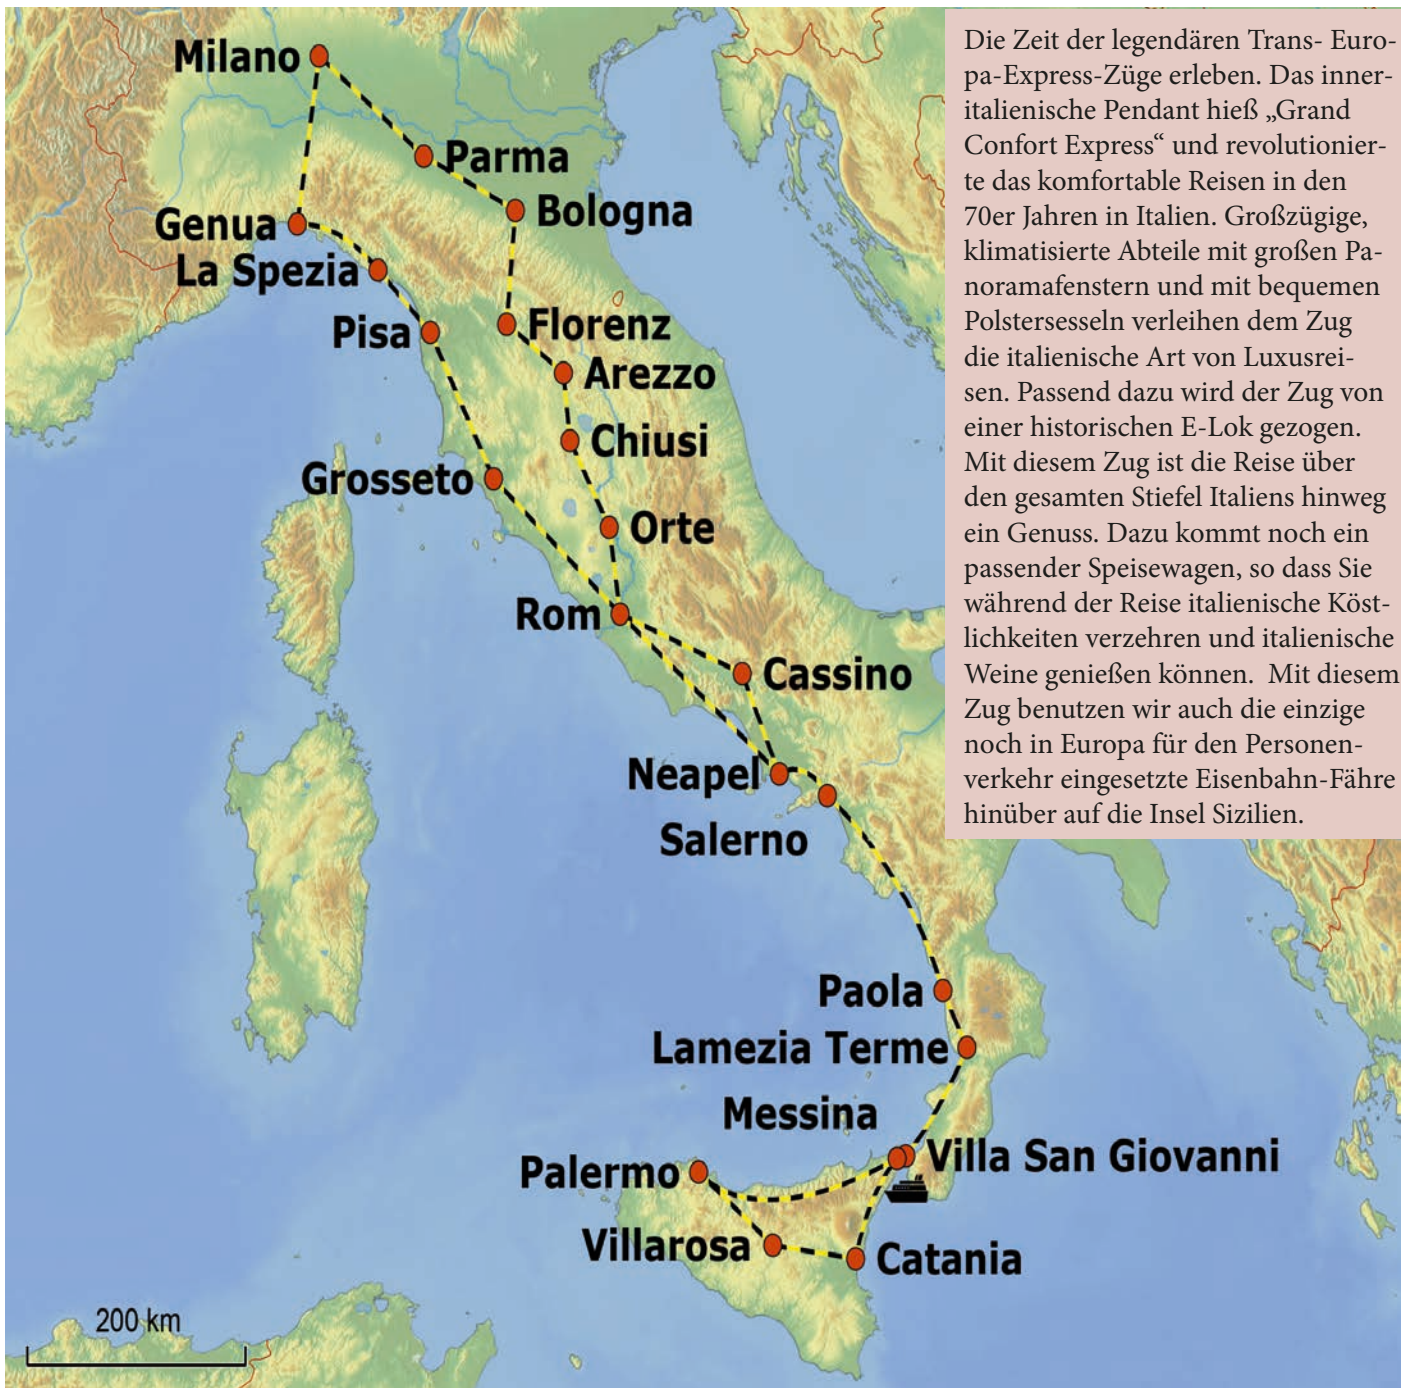 Milano
Parma
Bologna
Genua
La Spezia
Pisa
Florenz
Arezzo
Chiusi
Grosseto
Orte
Rom
Cassino
Neapel
Salerno
Paola
Lamezia Terme
Messina
Villa San Giovanni
Palermo
Villarosa
Catania
200 km
Die Zeit der legendären Trans- Euro-
pa-Express-Züge erleben. Das inner-
italienische Pendant hieß „Grand
Confort Express“ und revolutionier-
te das komfortable Reisen in den
70er Jahren in Italien. Großzügige,
klimatisierte Abteile mit großen Pa-
noramafenstern und mit bequemen
Polstersesseln verleihen dem Zug
die italienische Art von Luxusrei-
sen. Passend dazu wird der Zug von
einer historischen E-Lok gezogen.
Mit diesem Zug ist die Reise über
den gesamten Stiefel Italiens hinweg
ein Genuss. Dazu kommt noch ein
passender Speisewagen, so dass Sie
während der Reise italienische Köst-
lichkeiten verzehren und italienische
Weine genießen können.  Mit diesem
Zug benutzen wir auch die einzige
noch in Europa für den Personen-
verkehr eingesetzte Eisenbahn-Fähre
hinüber auf die Insel Sizilien.